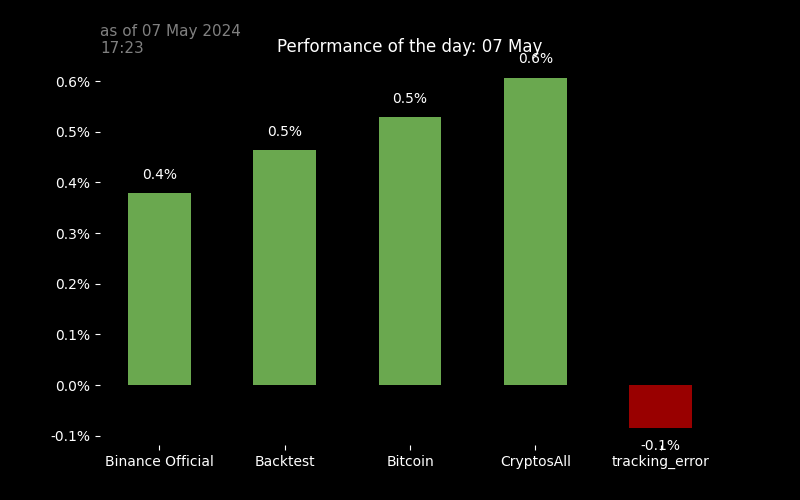 as of 07 May 2024
17:23
Performance of the day: 07 May
0.6%
0.6%
0.5%
0.5%
0.5%
0.4%
0.4%
0.3%
0.2%
0.1%
0.0%
-0.1%
-0.1%
Binance Official
Backtest
Bitcoin
CryptosAll
tracking_error